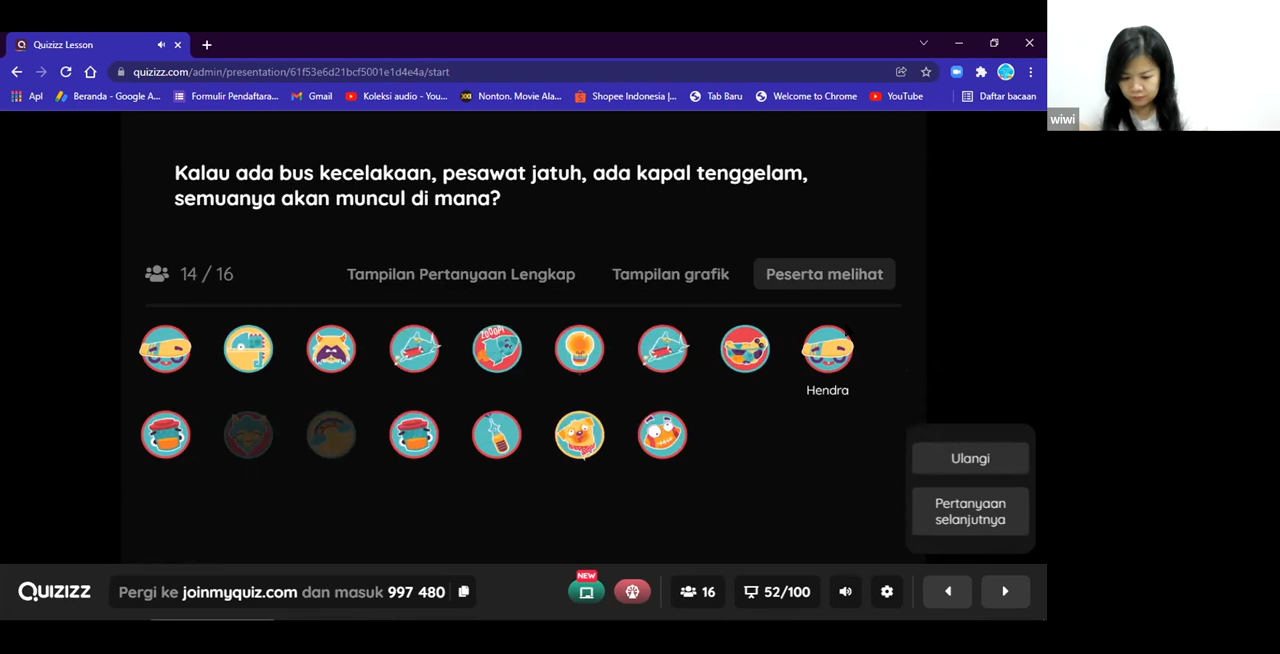 Quizizz Lesson
quizizz.com/admin/presentation/61f53e6d21bcf5001e1d4e4a/start
Apl
Beranda - Google A...
Formulir Pendaftara...
Gmail
Koleksi audio - You...
Nonton. Movie Ala...
Shopee Indonesia |...
Tab Baru
Welcome to Chrome
YouTube
Daftar bacaan
wiwi
Kalau ada bus kecelakaan, pesawat jatuh, ada kapal tenggelam,
semuanya akan muncul di mana?
14 / 16
Tampilan Pertanyaan Lengkap
Tampilan grafik
Peserta melihat
ZOOOP!
Hendra
Ulangi
Pertanyaan
selanjutnya
QUIZIZZ
Pergi ke joinmyquiz.com dan masuk 997 480
NEW
16
52/100